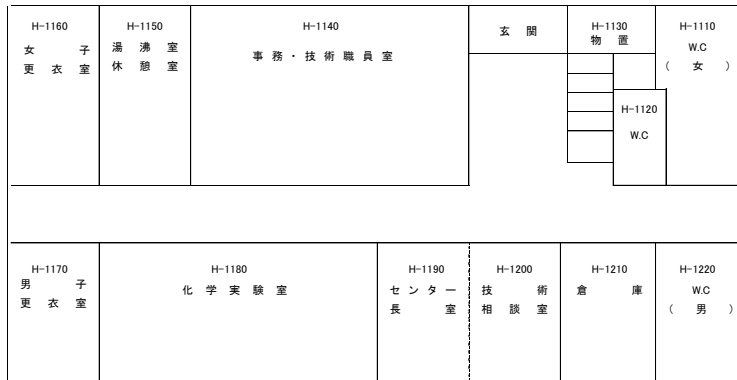 H-1160
女子
更衣室
H-1150
湯沸室
休憩室
H-1140
事務・技術職員室
玄関
H-1130
物置
H-1110
W.C
(女)
H-1120
W.C
H-1170
男子
更衣室
H-1180
化学実験室
H-1190
センター
長室
H-1200
技術
相談室
H-1210
倉庫
H-1220
W.C
(男)